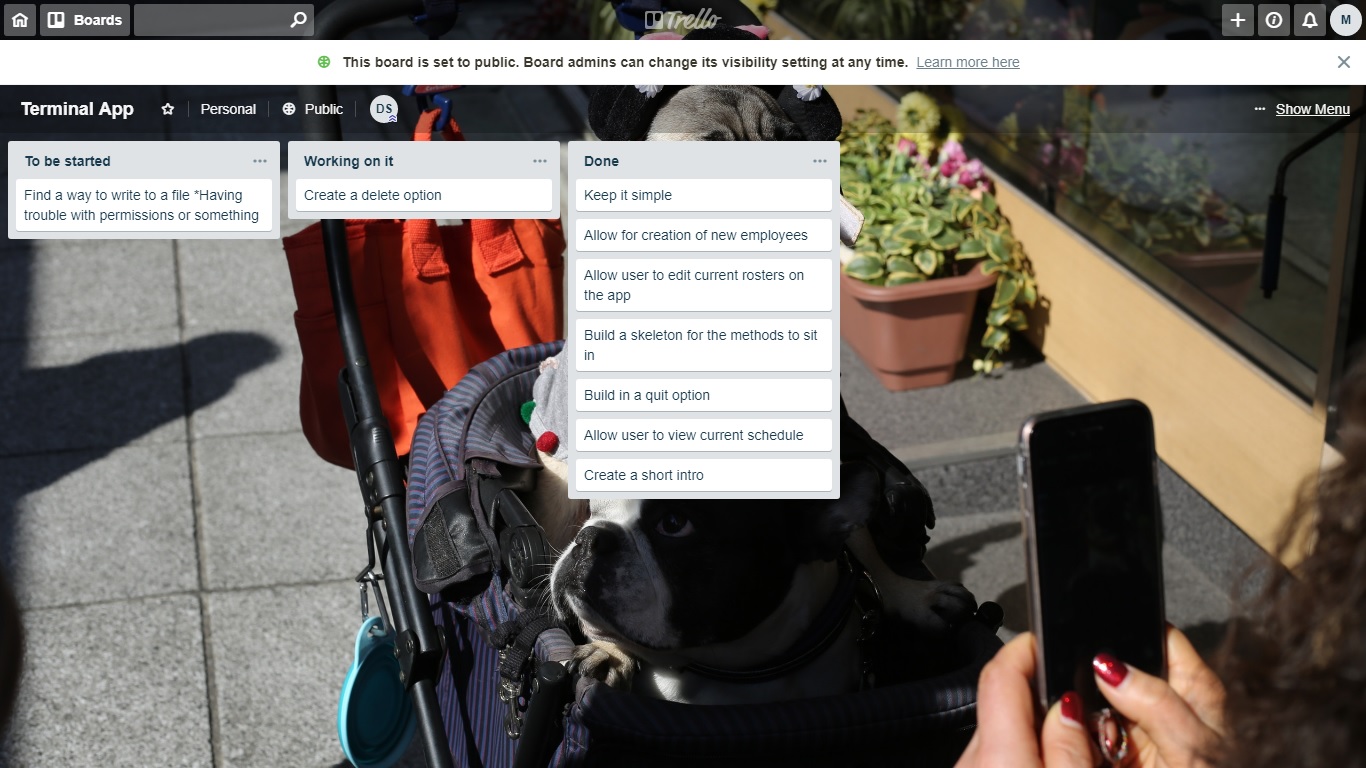 Boards
Trello
M
This board is set to public. Board admins can change its visibility setting at any time. Learn more here
Terminal App
Personal
Public
DS
Show Menu
To be started
Find a way to write to a file *Having
trouble with permissions or something
Working on it
Create a delete option
Done
Keep it simple
Allow for creation of new employees
Allow user to edit current rosters on
the app
Build a skeleton for the methods to sit
in
Build in a quit option
Allow user to view current schedule
Create a short intro